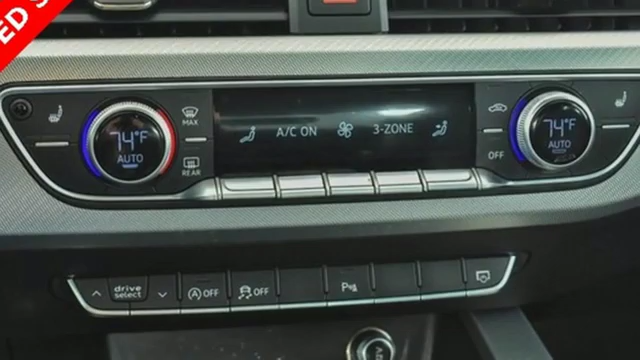 ED S
MAX
74°F
AUTO
REAR
A/C ON
3-ZONE
74°F
AUTO
OFF
drive
select
OFF
OFF
P